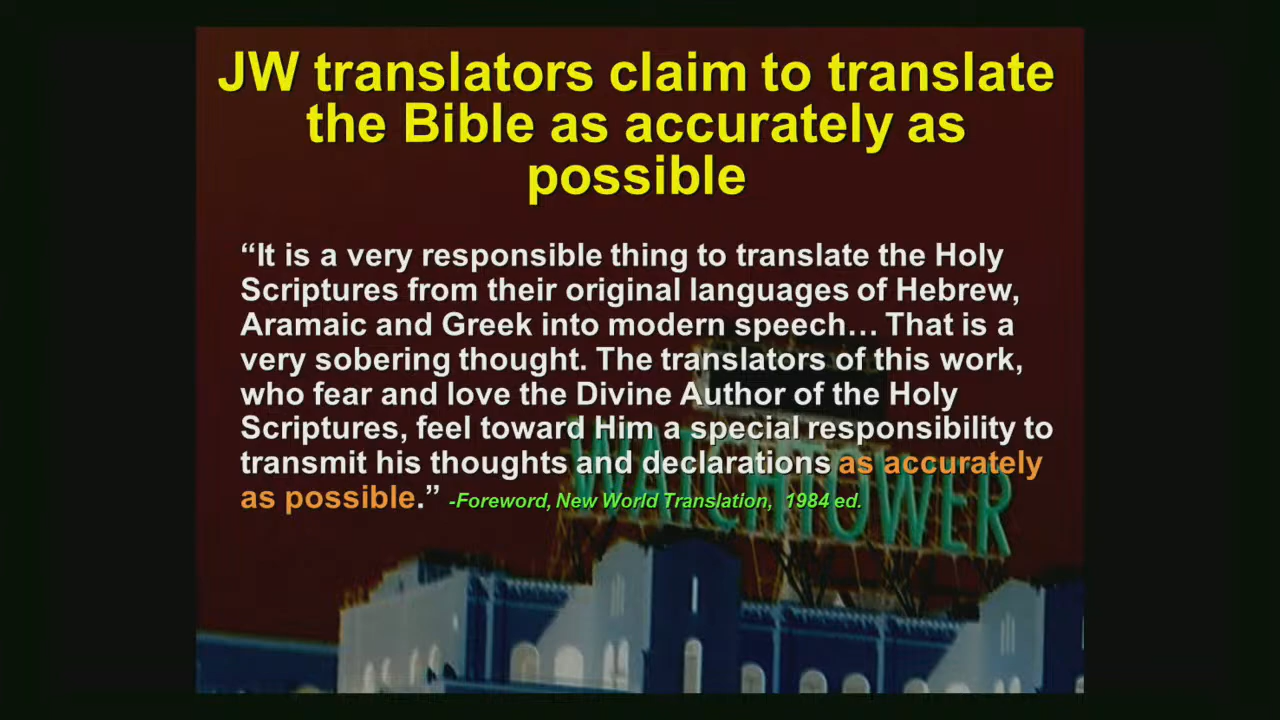 JW translators claim to translate
the Bible as accurately as
possible
“It is a very responsible thing to translate the Holy
Scriptures from their original languages of Hebrew,
Aramaic and Greek into modern speech… That is a
very sobering thought. The translators of this work,
who fear and love the Divine Author of the Holy
Scriptures, feel toward Him a special responsibility to
transmit his thoughts and declarations as accurately
as possible.” -Foreword, New World Translation, 1984 ed.
WATCHTOWER